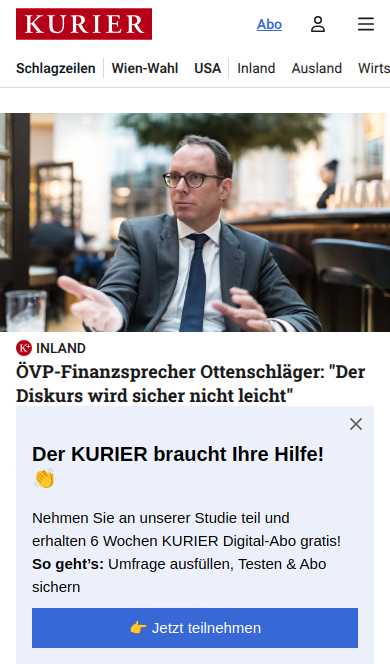 KURIER
Abo
Schlagzeilen Wien-Wahl USA Inland Ausland Wirts
K+ INLAND
ÖVP-Finanzsprecher Ottenschläger: "Der
Diskurs wird sicher nicht leicht"
Der KURIER braucht Ihre Hilfe!
👏
Nehmen Sie an unserer Studie teil und
erhalten 6 Wochen KURIER Digital-Abo gratis!
So geht's: Umfrage ausfüllen, Testen & Abo
sichern
👉 Jetzt teilnehmen